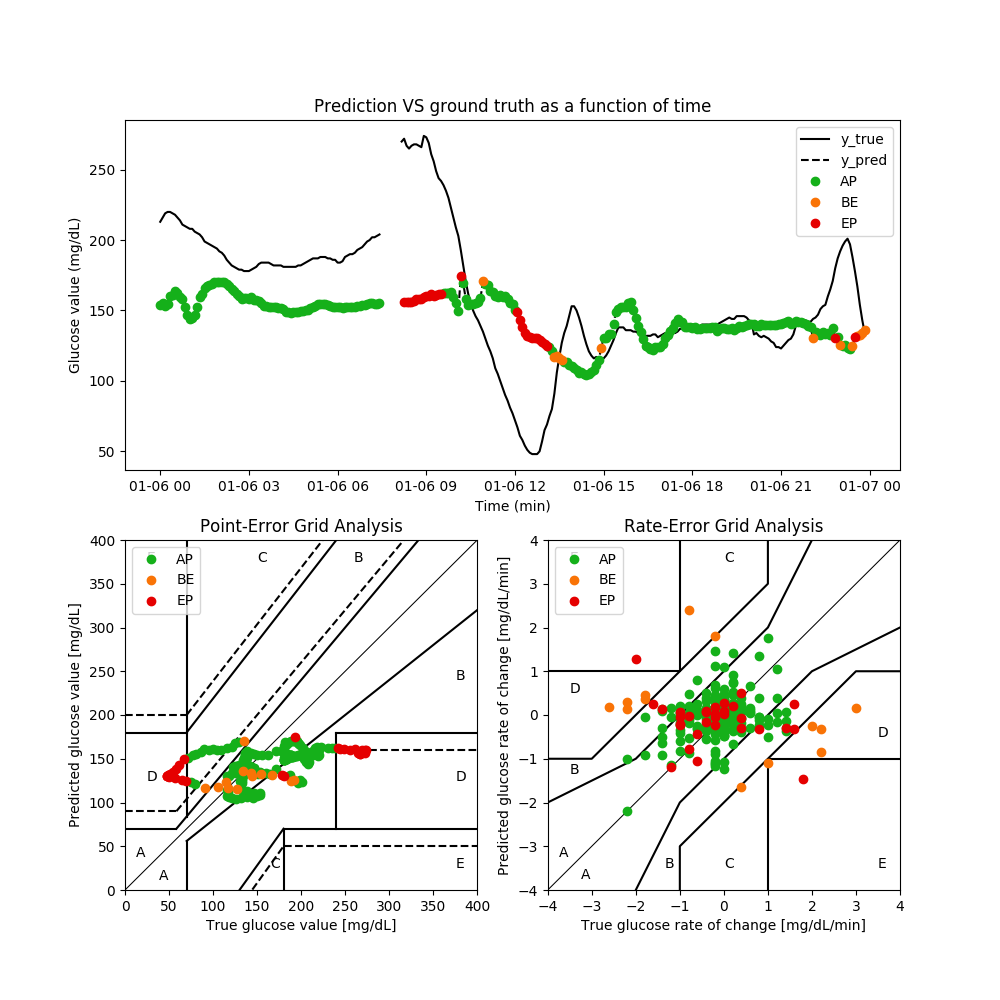 Prediction VS ground truth as a function of time
Glucose value (mg/dL)
250
200
150
100
50
y_true
y_pred
AP
BE
EP
01-06 00 01-06 03 01-06 06 01-06 09 01-06 12 01-06 15 01-06 18 01-06 21 01-07 00
Time (min)
Point-Error Grid Analysis
Predicted glucose value [mg/dL]
400
350
300
250
200
150
100
50
0
AP
BE
EP
C B
B
D D
A
A
C E
0 50 100 150 200 250 300 350 400
True glucose value [mg/dL]
Rate-Error Grid Analysis
Predicted glucose rate of change [mg/dL/min]
4
3
2
1
0
−1
−2
−3
−4
AP
BE
EP
C
D
D
B
A
A
B C E
−4 −3 −2 −1 0 1 2 3 4
True glucose rate of change [mg/dL/min]